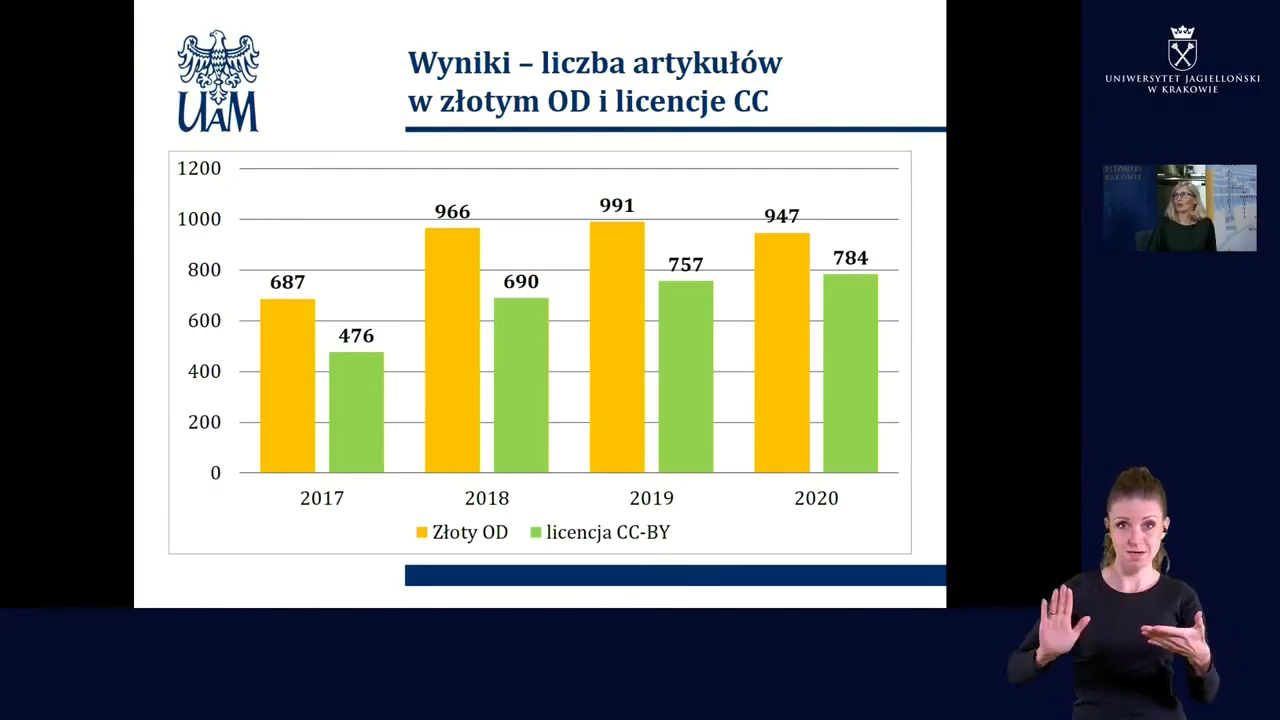 UAM
Wyniki – liczba artykułów
w złotym OD i licencje CC
1200
1000
800
600
400
200
0
687
476
966
690
991
757
947
784
2017
2018
2019
2020
Złoty OD
licencja CC-BY
UNIWERSYTET JAGIELLOŃSKI
W KRAKOWIE